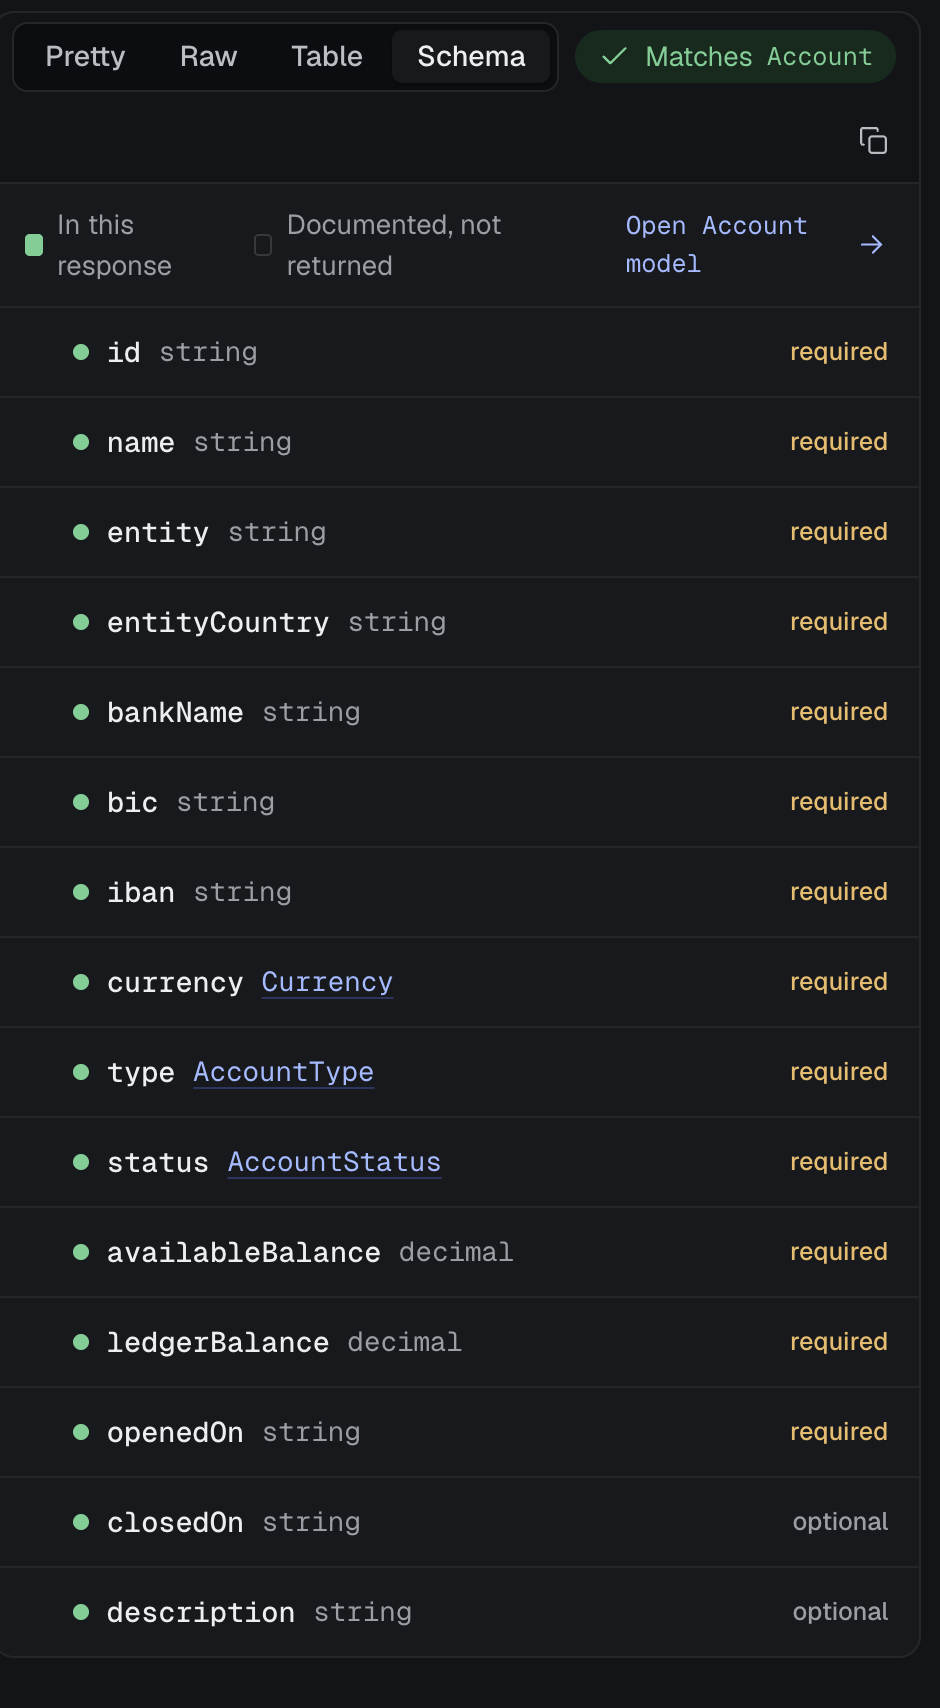 Pretty Raw Table Schema Matches Account
In this response
Documented, not returned
Open Account model
id string required
name string required
entity string required
entityCountry string required
bankName string required
bic string required
iban string required
currency Currency required
type AccountType required
status AccountStatus required
availableBalance decimal required
ledgerBalance decimal required
openedOn string required
closedOn string optional
description string optional